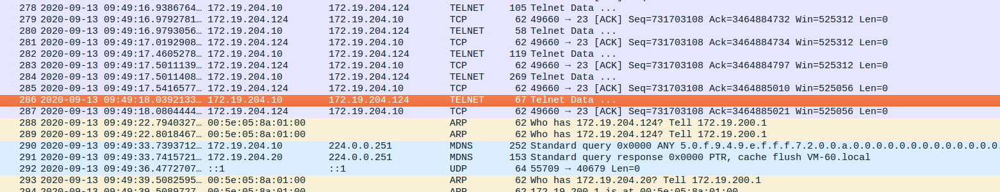 278 2020-09-13 09:49:16.9386764… 172.19.204.10 172.19.204.124 TELNET 105 Telnet Data ...
279 2020-09-13 09:49:16.9792781… 172.19.204.124 172.19.204.10 TCP 62 49660 → 23 [ACK] Seq=731703108 Ack=3464884732 Win=525312 Len=0
280 2020-09-13 09:49:16.9793056… 172.19.204.10 172.19.204.124 TELNET 58 Telnet Data ...
281 2020-09-13 09:49:17.0192908… 172.19.204.124 172.19.204.10 TCP 62 49660 → 23 [ACK] Seq=731703108 Ack=3464884734 Win=525312 Len=0
282 2020-09-13 09:49:17.4605278… 172.19.204.10 172.19.204.124 TELNET 119 Telnet Data ...
283 2020-09-13 09:49:17.5011139… 172.19.204.124 172.19.204.10 TCP 62 49660 → 23 [ACK] Seq=731703108 Ack=3464884797 Win=525312 Len=0
284 2020-09-13 09:49:17.5011408… 172.19.204.10 172.19.204.124 TELNET 269 Telnet Data ...
285 2020-09-13 09:49:17.5416577… 172.19.204.124 172.19.204.10 TCP 62 49660 → 23 [ACK] Seq=731703108 Ack=3464885010 Win=525056 Len=0
286 2020-09-13 09:49:18.0392133… 172.19.204.10 172.19.204.124 TELNET 67 Telnet Data ...
287 2020-09-13 09:49:18.0804444… 172.19.204.124 172.19.204.10 TCP 62 49660 → 23 [ACK] Seq=731703108 Ack=3464885021 Win=525056 Len=0
288 2020-09-13 09:49:22.7940327… 00:5e:05:8a:01:00 ARP 62 Who has 172.19.204.124? Tell 172.19.200.1
289 2020-09-13 09:49:22.8018467… 00:5e:05:8a:01:00 ARP 62 Who has 172.19.204.124? Tell 172.19.200.1
290 2020-09-13 09:49:33.7393712… 172.19.204.10 224.0.0.251 MDNS 252 Standard query 0x0000 ANY 5.0.f.9.4.9.e.f.f.f.7.2.0.0.a.0.0.0.0.0.0.0.0.0.0.0.0.
291 2020-09-13 09:49:33.7415721… 172.19.204.20 224.0.0.251 MDNS 153 Standard query response 0x0000 PTR, cache flush VM-60.local
292 2020-09-13 09:49:36.4772707… ::1 ::1 UDP 64 55709 → 40679 Len=0
293 2020-09-13 09:49:39.5082595… 00:5e:05:8a:01:00 ARP 62 Who has 172.19.204.20? Tell 172.19.200.1
294 2020-09-13 09:49:39.5089727… 00:5e:05:8a:01:00 ARP 62 172.19.200.1 is at 00:5e:05:8a:01:00